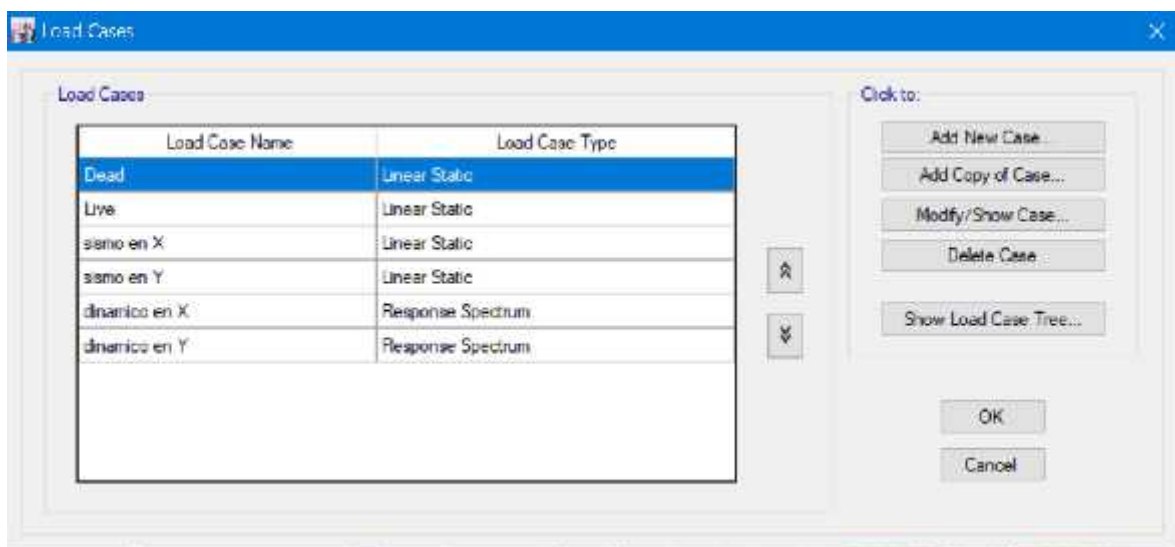 Load Cases
Load Cases
Click to:
Load Case Name Load Case Type
Dead Linear Static
Live Linear Static
sismo en X Linear Static
sismo en Y Linear Static
dinamico en X Response Spectrum
dinamico en Y Response Spectrum
Add New Case...
Add Copy of Case...
Modify/Show Case...
Delete Case
Show Load Case Tree...
OK
Cancel